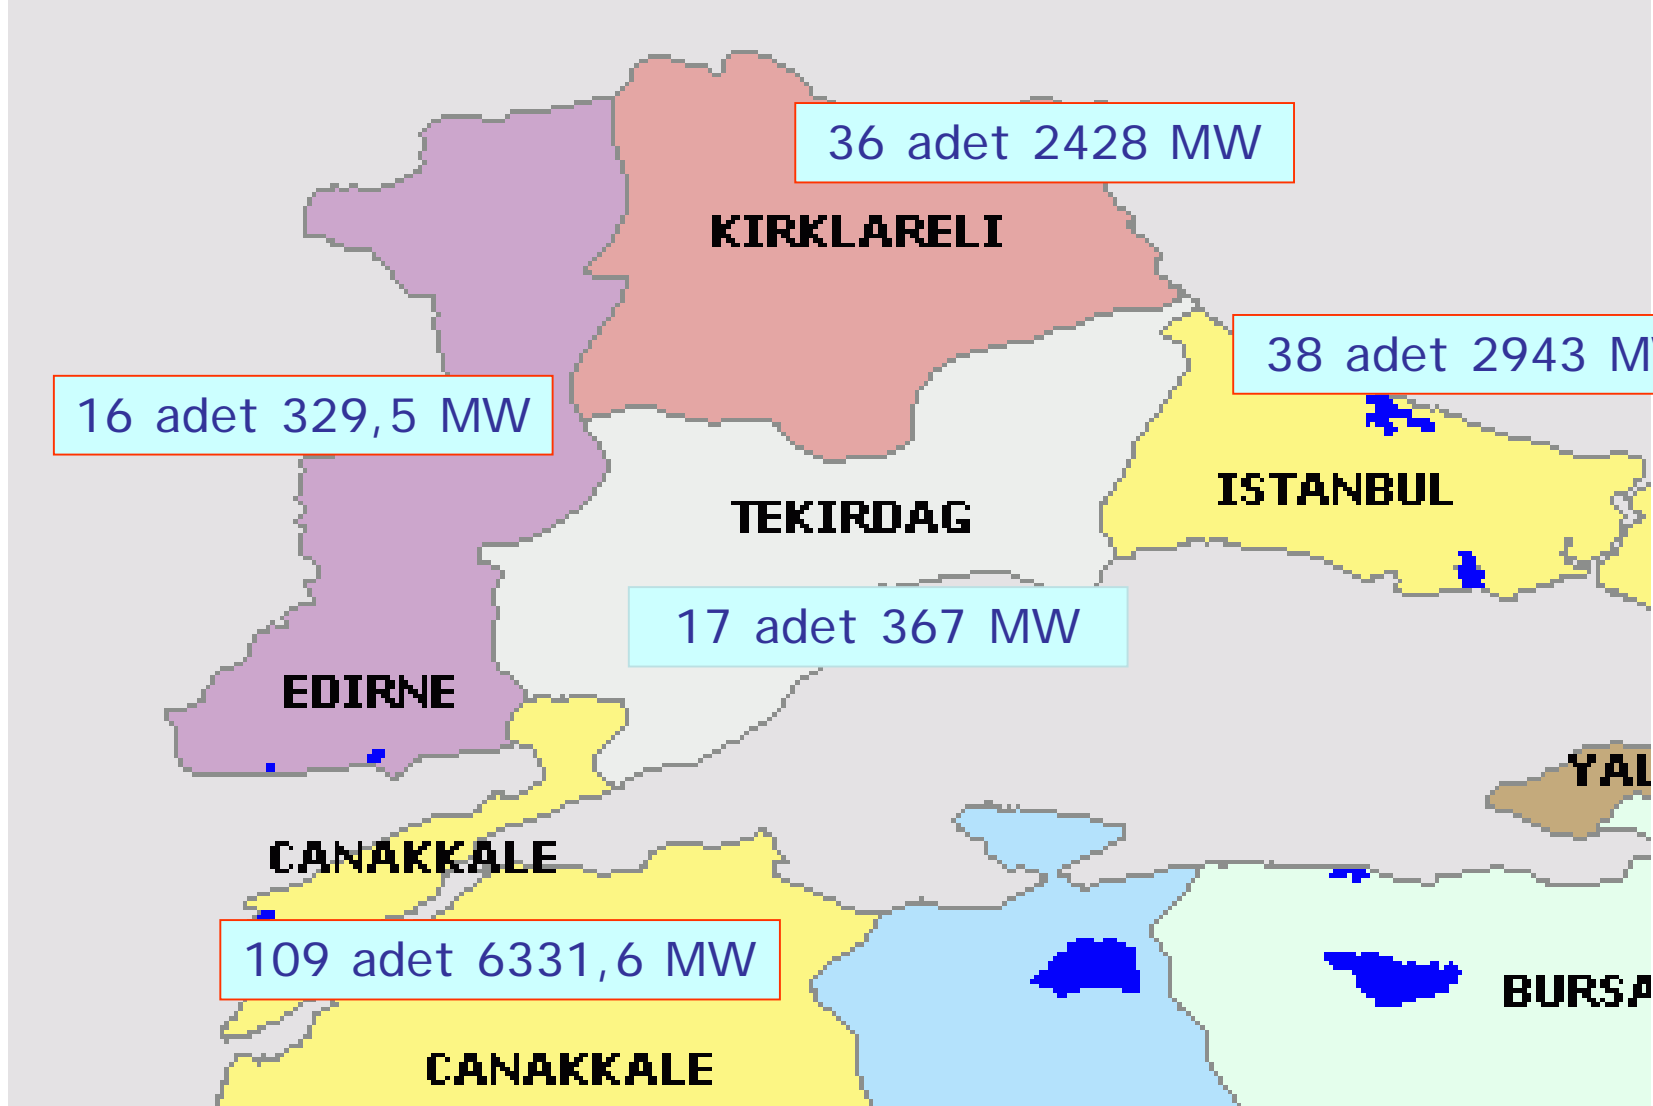 36 adet 2428 MW
KIRKLARELI
38 adet 2943 M
16 adet 329,5 MW
ISTANBUL
TEKIRDAG
17 adet 367 MW
EDIRNE
YAL
CANAKKALE
109 adet 6331,6 MW
BURSA
CANAKKALE